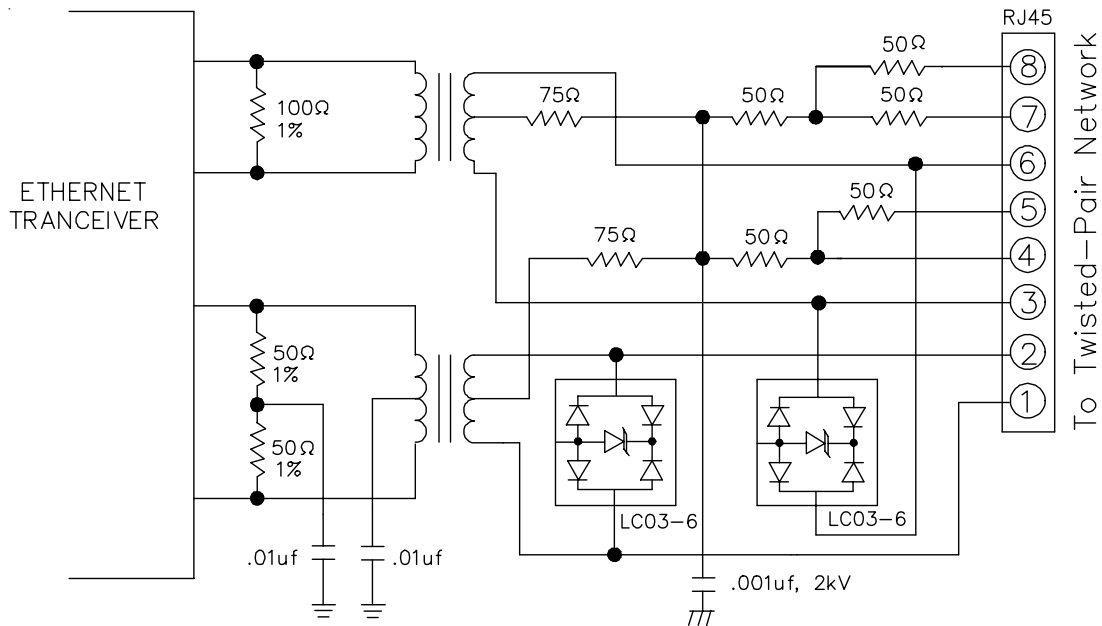 RJ45
50Ω
8
75Ω
50Ω
50Ω
7
100Ω
1%
6
ETHERNET
TRANCEIVER
50Ω
5
75Ω
50Ω
4
3
50Ω
1%
2
1
50Ω
1%
LC03-6
LC03-6
.01uf
.01uf
.001uf, 2kV
To Twisted-Pair Network